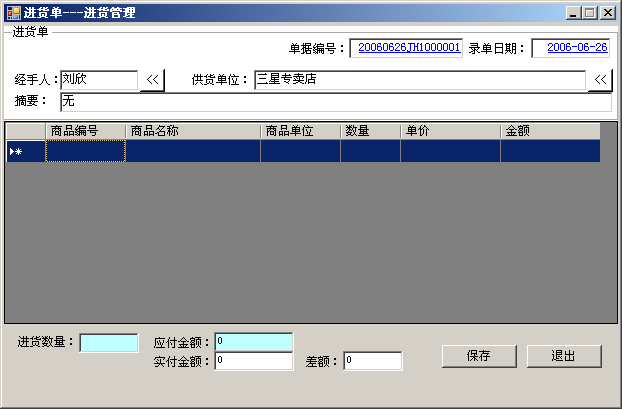 进货单---进货管理
进货单
单据编号： 20060626JH1000001 录单日期： 2006-06-26
经手人： 刘欣 << 供货单位： 三星专卖店 <<
摘要： 无
商品编号 商品名称 商品单位 数量 单价 金额
进货数量： 应付金额： 0
实付金额： 0 差额： 0 保存 退出